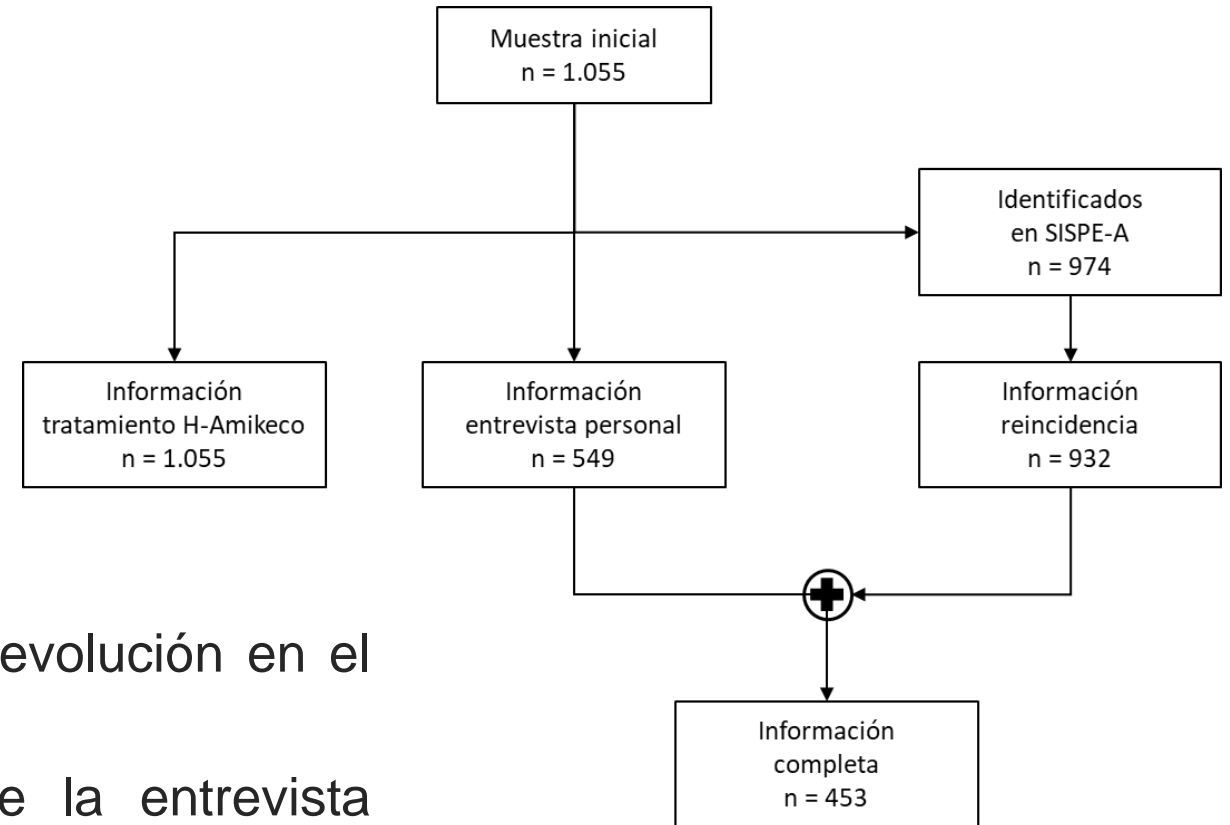 Muestra inicial
n = 1.055
Identificados
en SISPE-A
n = 974
Información
tratamiento H-Amikeco
n = 1.055
Información
entrevista personal
n = 549
Información
reincidencia
n = 932
evolución en el
Información
completa
n = 453
e la entrevista